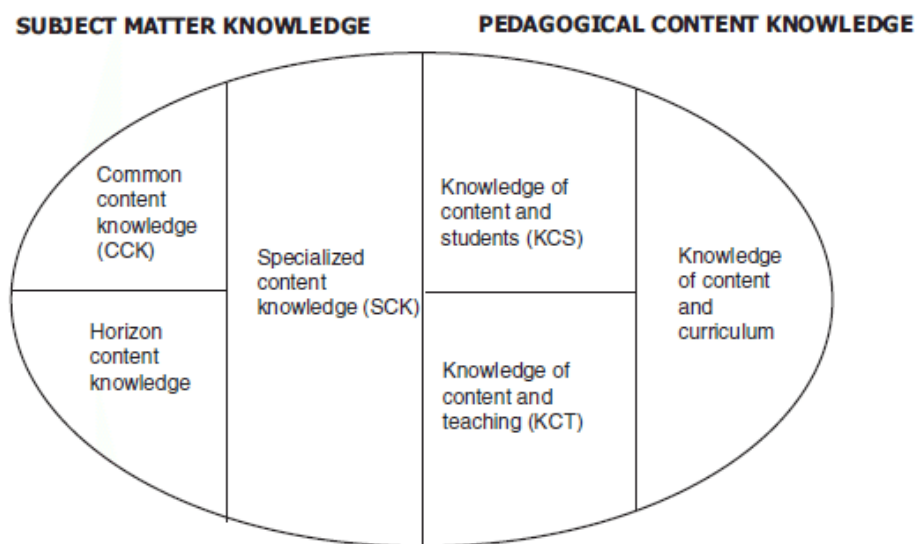 SUBJECT MATTER KNOWLEDGE
PEDAGOGICAL CONTENT KNOWLEDGE
Common
content
knowledge
(CCK)
Horizon
content
knowledge
Specialized
content
knowledge (SCK)
Knowledge of
content and
students (KCS)
Knowledge of
content and
teaching (KCT)
Knowledge
of content
and
curriculum